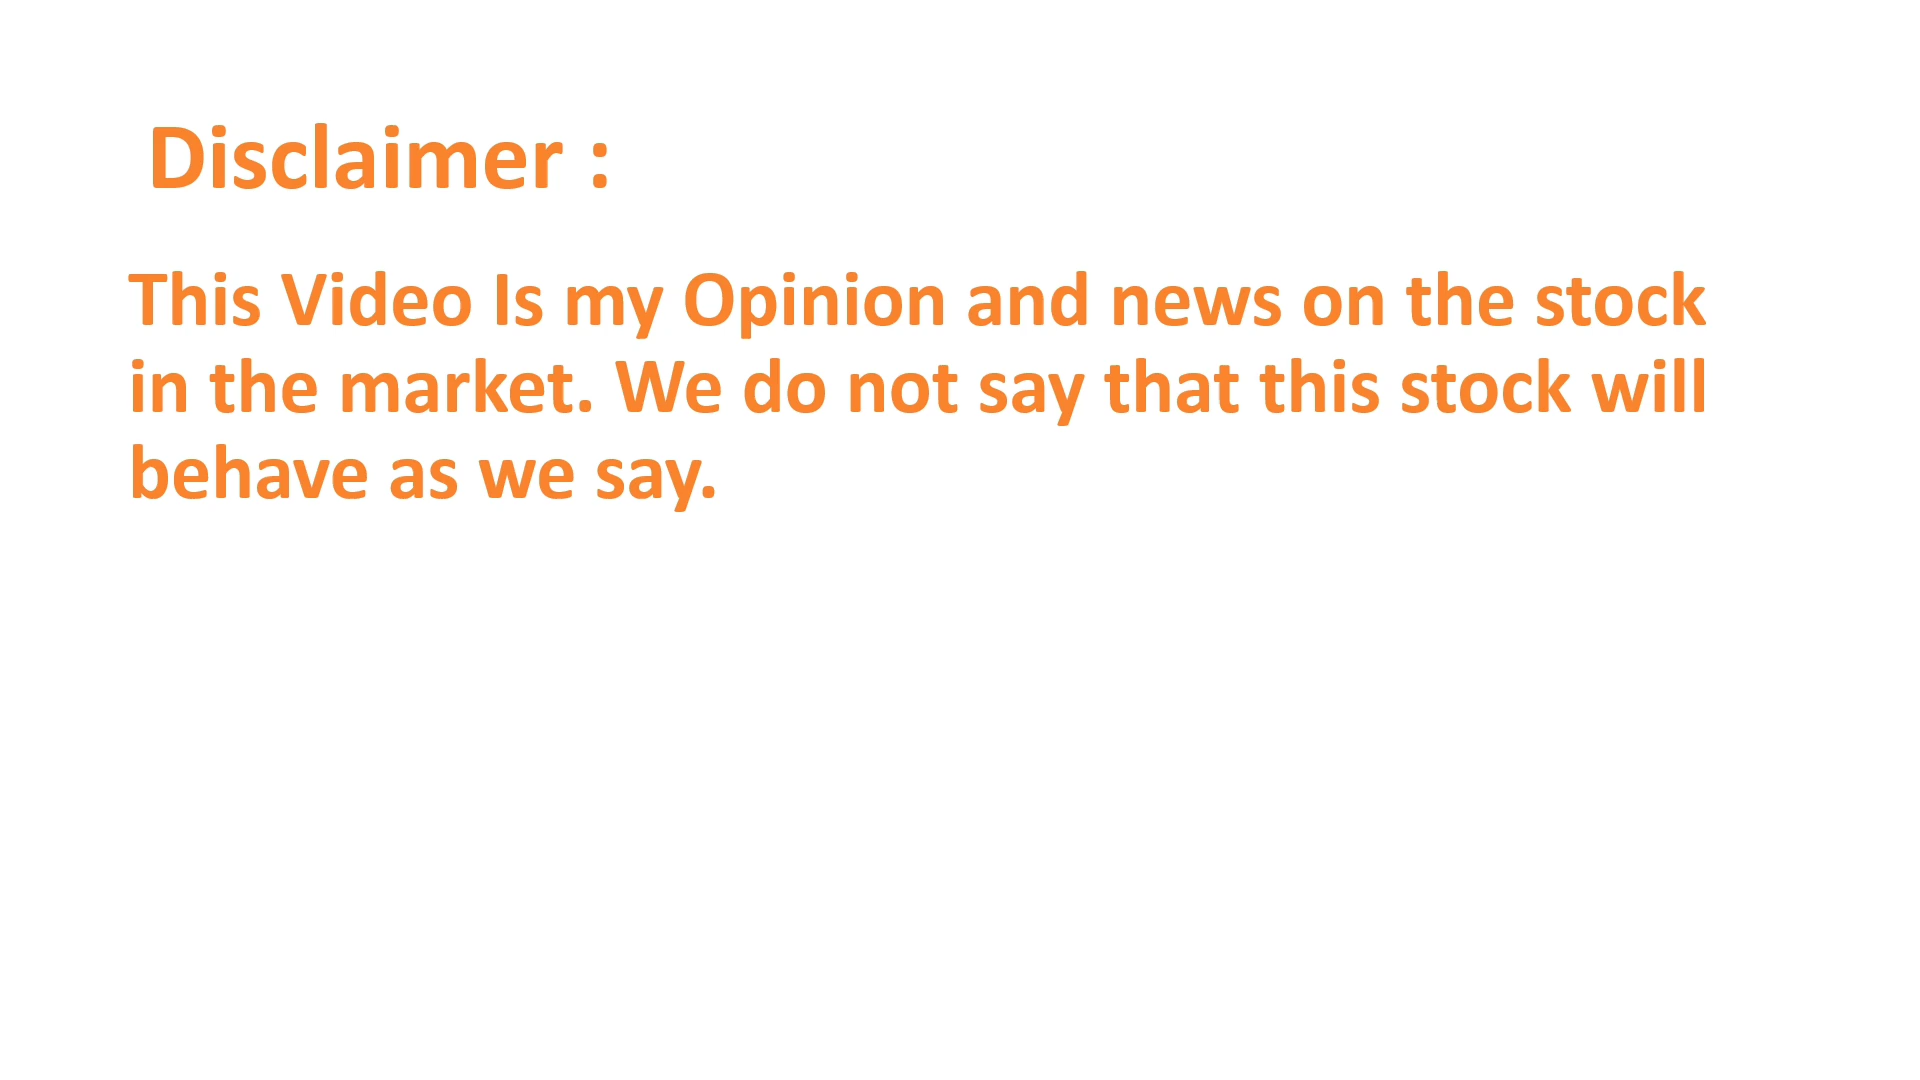 Disclaimer :
This Video Is my Opinion and news on the stock
in the market. We do not say that this stock will
behave as we say.